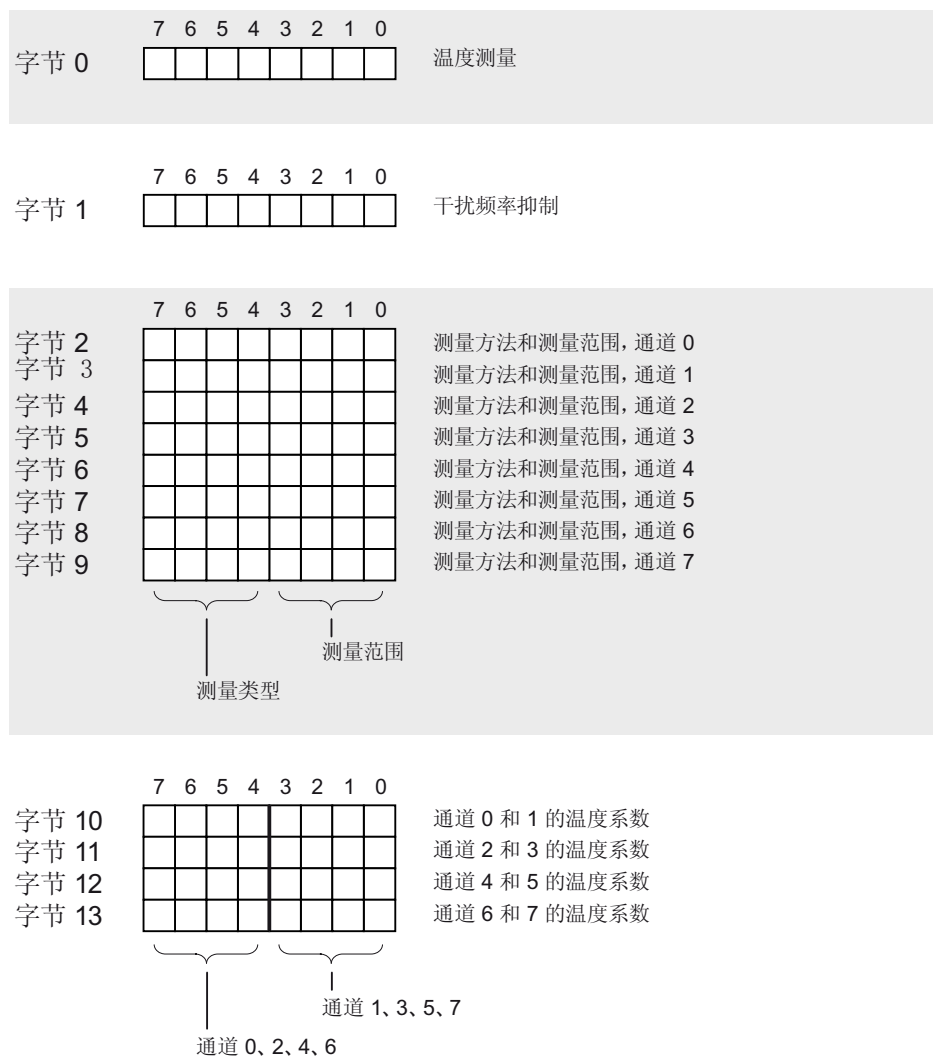 7 6 5 4 3 2 1 0
字节 0 温度测量
7 6 5 4 3 2 1 0
字节 1 干扰频率抑制
7 6 5 4 3 2 1 0
字节 2 测量方法和测量范围，通道 0
字节 3 测量方法和测量范围，通道 1
字节 4 测量方法和测量范围，通道 2
字节 5 测量方法和测量范围，通道 3
字节 6 测量方法和测量范围，通道 4
字节 7 测量方法和测量范围，通道 5
字节 8 测量方法和测量范围，通道 6
字节 9 测量方法和测量范围，通道 7
测量范围
测量类型
7 6 5 4 3 2 1 0
字节 10 通道 0 和 1 的温度系数
字节 11 通道 2 和 3 的温度系数
字节 12 通道 4 和 5 的温度系数
字节 13 通道 6 和 7 的温度系数
通道 1、3、5、7
通道 0、2、4、6